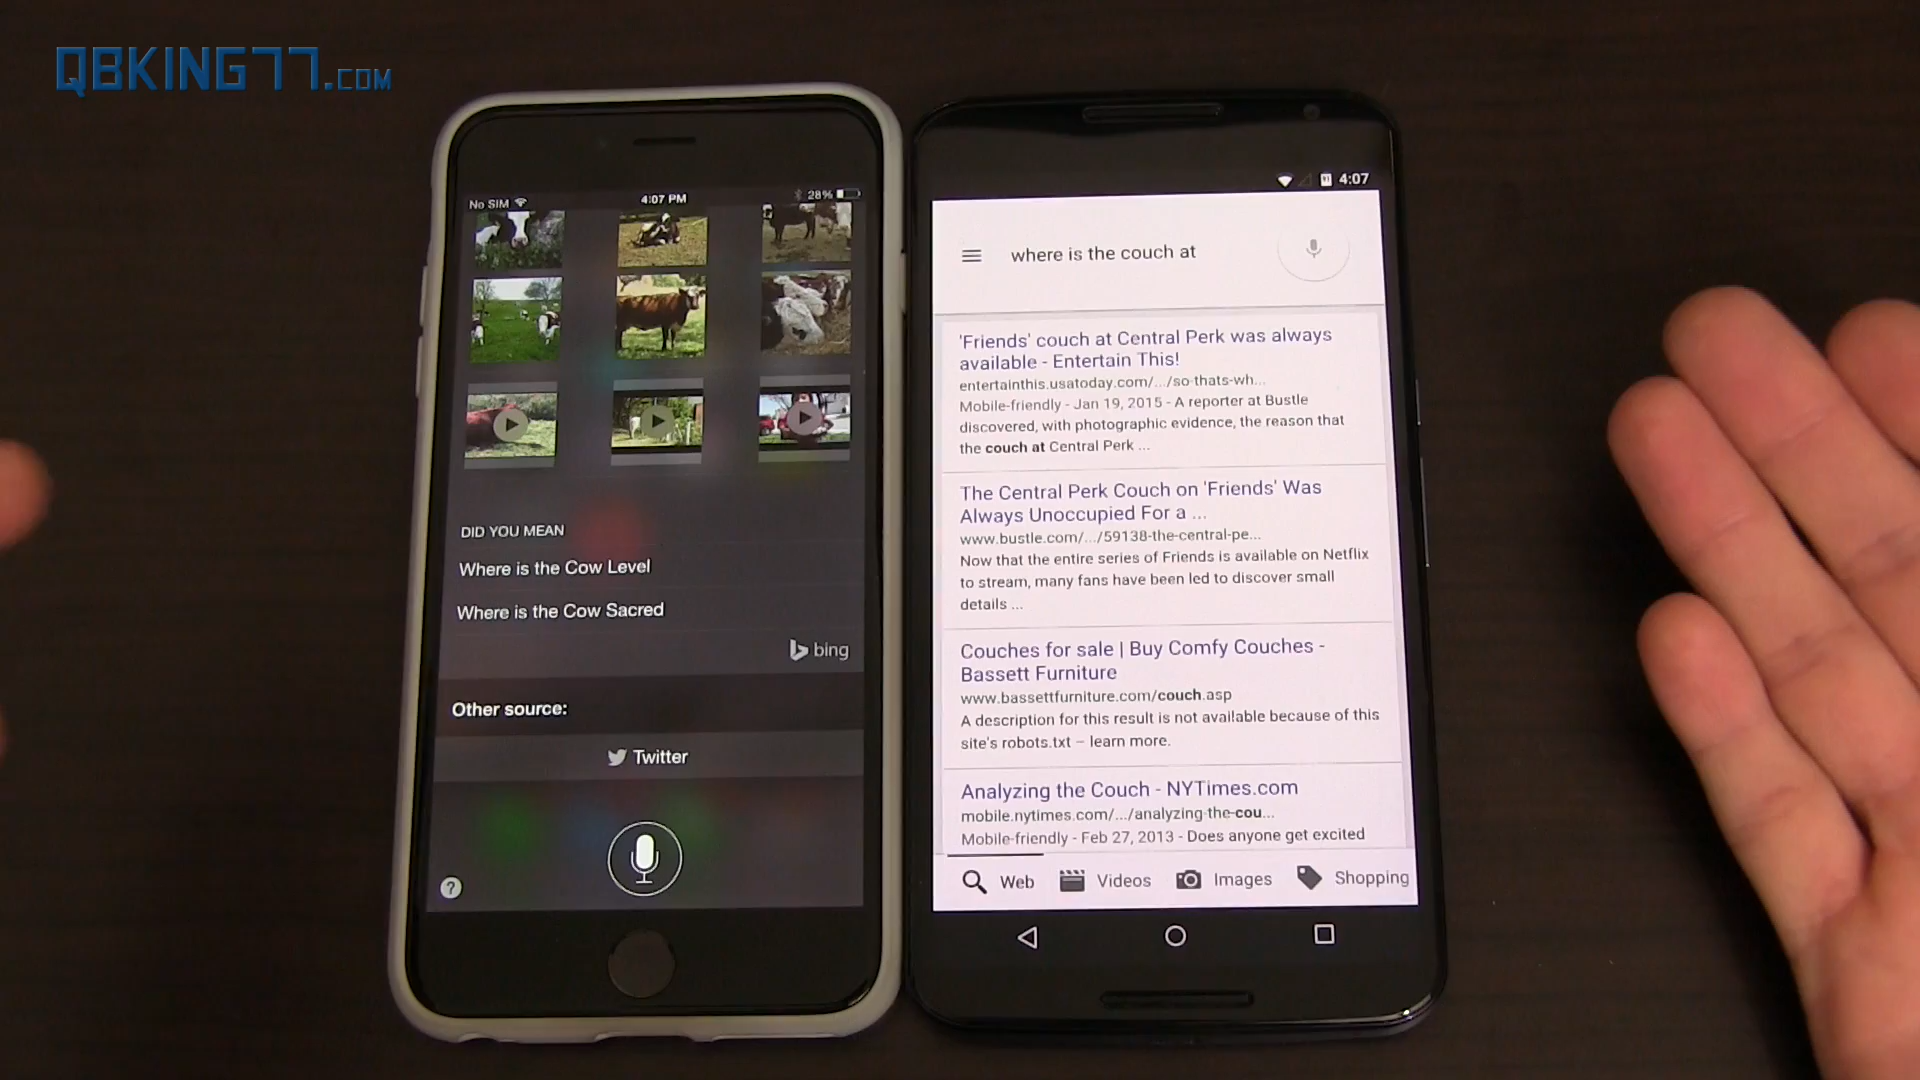 QBKING77.COM
No SIM
4:07 PM
28%
DID YOU MEAN
Where is the Cow Level
Where is the Cow Sacred
bing
Other source:
Twitter
?
4:07
where is the couch at
'Friends' couch at Central Perk was always
available - Entertain This!
entertainthis.usatoday.com/.../so-thats-wh...
Mobile-friendly - Jan 19, 2015 - A reporter at Bustle
discovered, with photographic evidence, the reason that
the couch at Central Perk ...
The Central Perk Couch on 'Friends' Was
Always Unoccupied For a ...
www.bustle.com/.../59138-the-central-pe...
Now that the entire series of Friends is available on Netflix
to stream, many fans have been led to discover small
details ...
Couches for sale | Buy Comfy Couches -
Bassett Furniture
www.bassettfurniture.com/couch.asp
A description for this result is not available because of this
site's robots.txt – learn more.
Analyzing the Couch - NYTimes.com
mobile.nytimes.com/.../analyzing-the-cou...
Mobile-friendly - Feb 27, 2013 - Does anyone get excited
Web
Videos
Images
Shopping